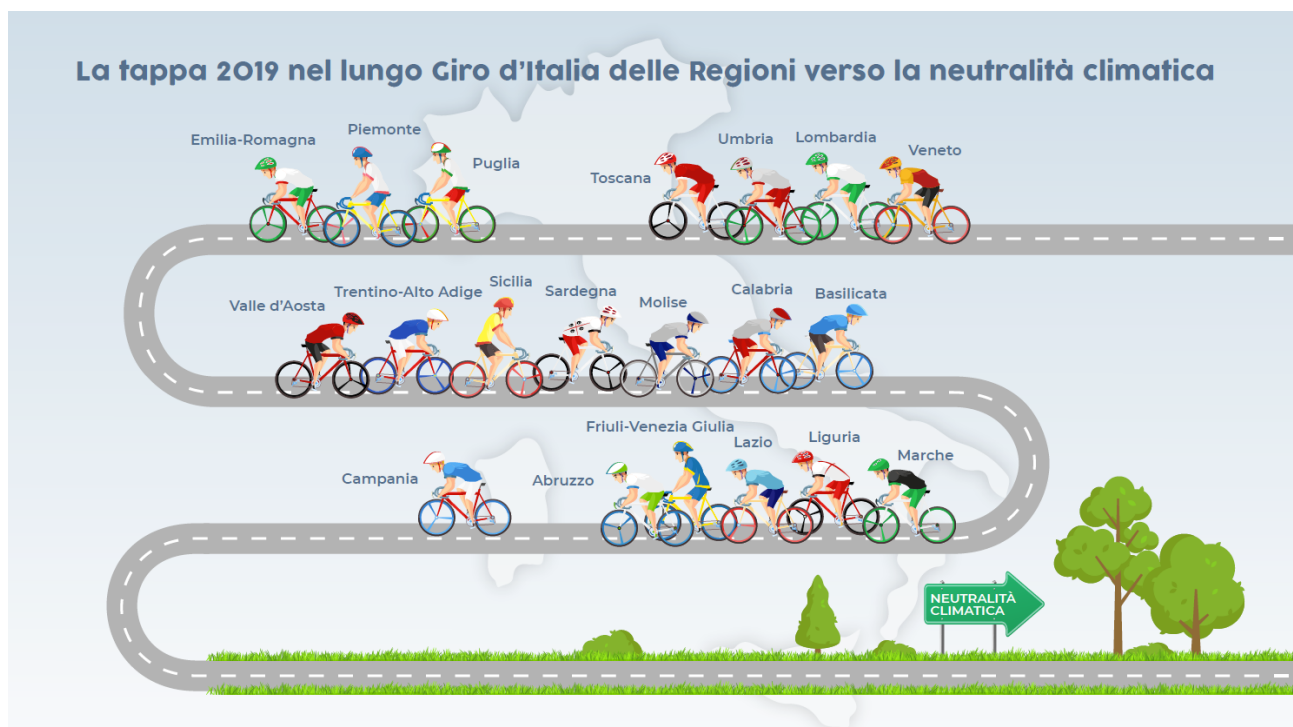 La tappa 2019 nel lungo Giro d'Italia delle Regioni verso la neutralità climatica
Emilia-Romagna
Piemonte
Puglia
Toscana
Umbria
Lombardia
Veneto
Valle d'Aosta
Trentino-Alto Adige
Sicilia
Sardegna
Molise
Calabria
Basilicata
Campania
Abruzzo
Friuli-Venezia Giulia
Lazio
Liguria
Marche
NEUTRALITÀ
CLIMATICA